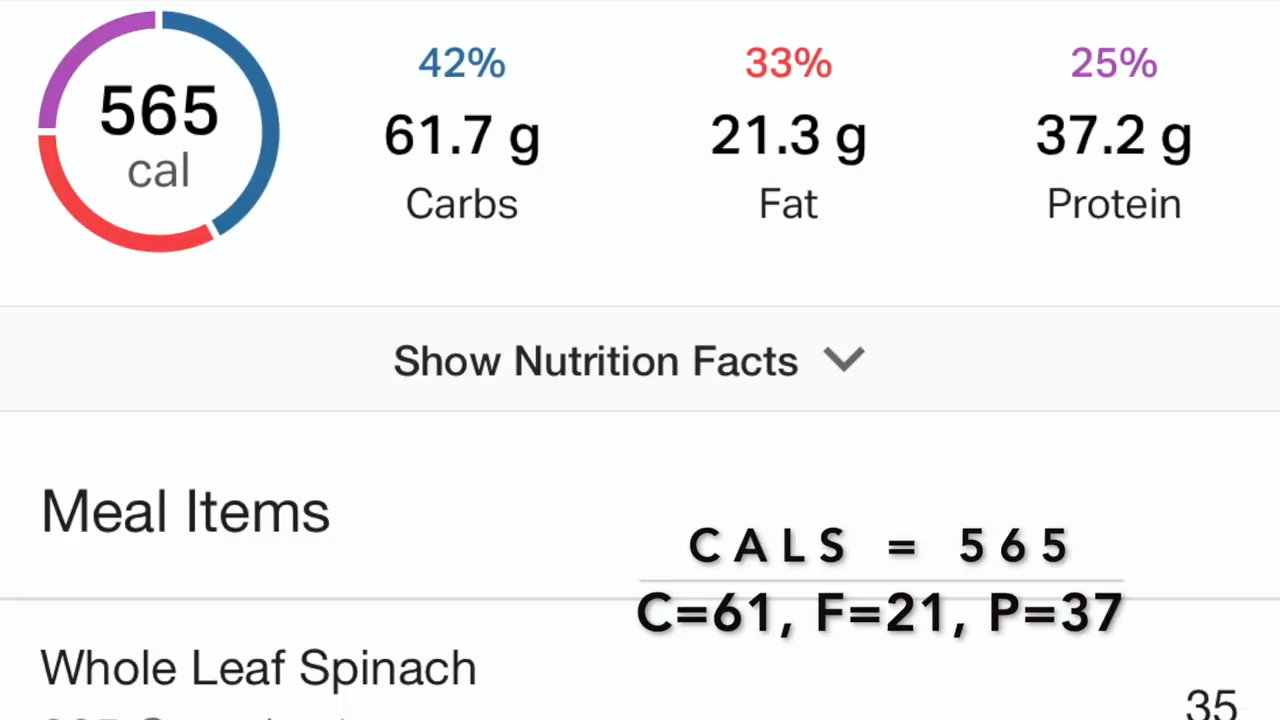 565
cal
42%
61.7 g
Carbs
33%
21.3 g
Fat
25%
37.2 g
Protein
Show Nutrition Facts
Meal Items
CALS = 565
C=61, F=21, P=37
Whole Leaf Spinach
35